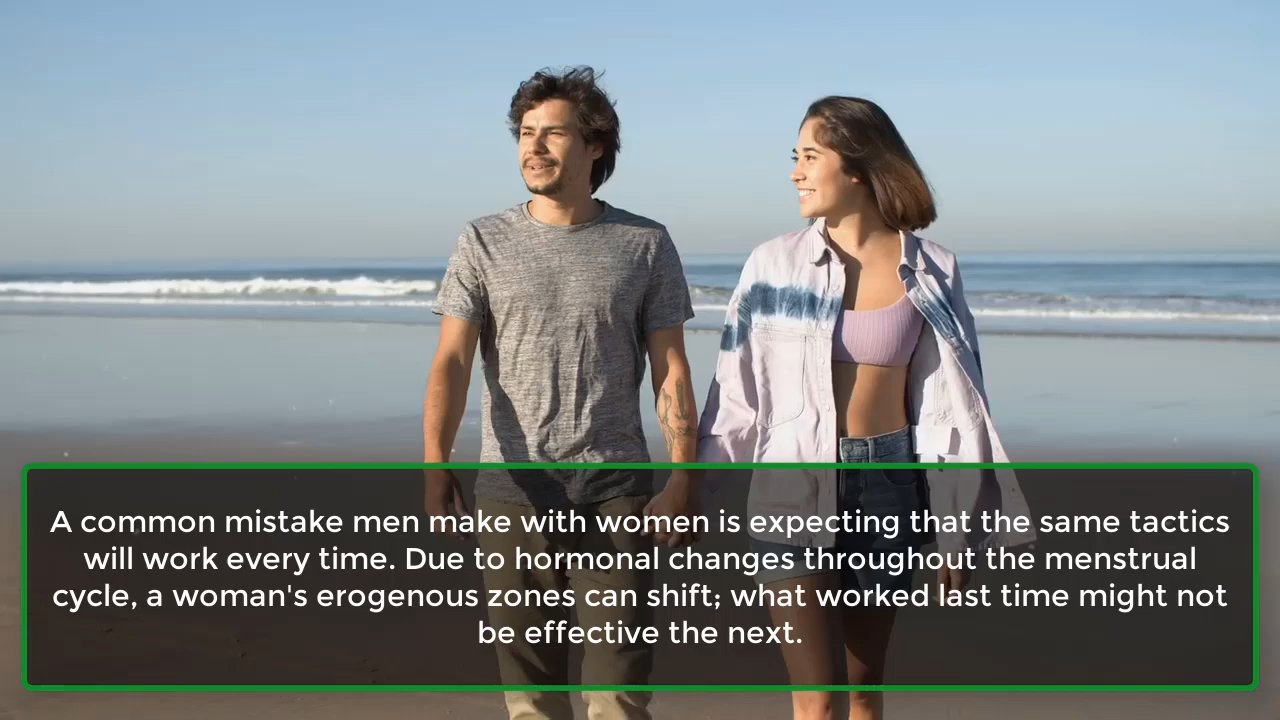 A common mistake men make with women is expecting that the same tactics
will work every time. Due to hormonal changes throughout the menstrual
cycle, a woman's erogenous zones can shift; what worked last time might not
be effective the next.